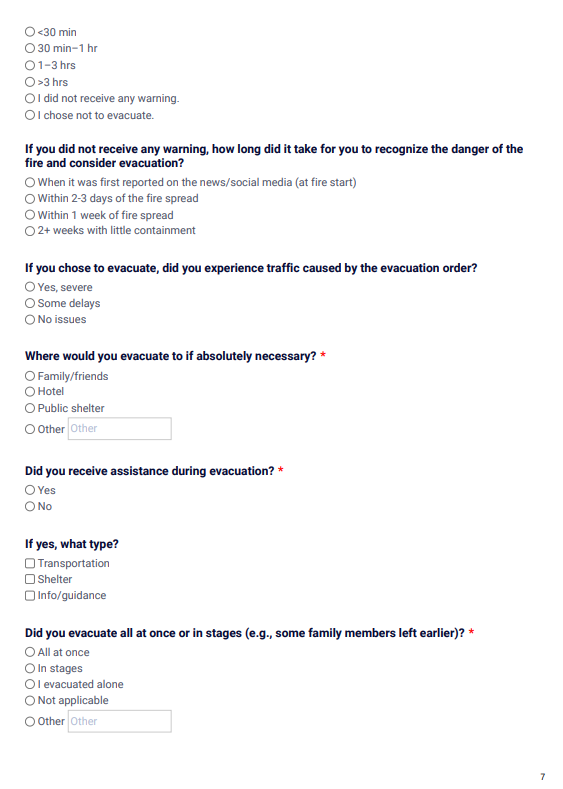 <30 min
30 min–1 hr
1–3 hrs
>3 hrs
I did not receive any warning.
I chose not to evacuate.
If you did not receive any warning, how long did it take for you to recognize the danger of the
fire and consider evacuation?
When it was first reported on the news/social media (at fire start)
Within 2-3 days of the fire spread
Within 1 week of fire spread
2+ weeks with little containment
If you chose to evacuate, did you experience traffic caused by the evacuation order?
Yes, severe
Some delays
No issues
Where would you evacuate to if absolutely necessary? *
Family/friends
Hotel
Public shelter
Other Other
Did you receive assistance during evacuation? *
Yes
No
If yes, what type?
Transportation
Shelter
Info/guidance
Did you evacuate all at once or in stages (e.g., some family members left earlier)? *
All at once
In stages
I evacuated alone
Not applicable
Other Other
7